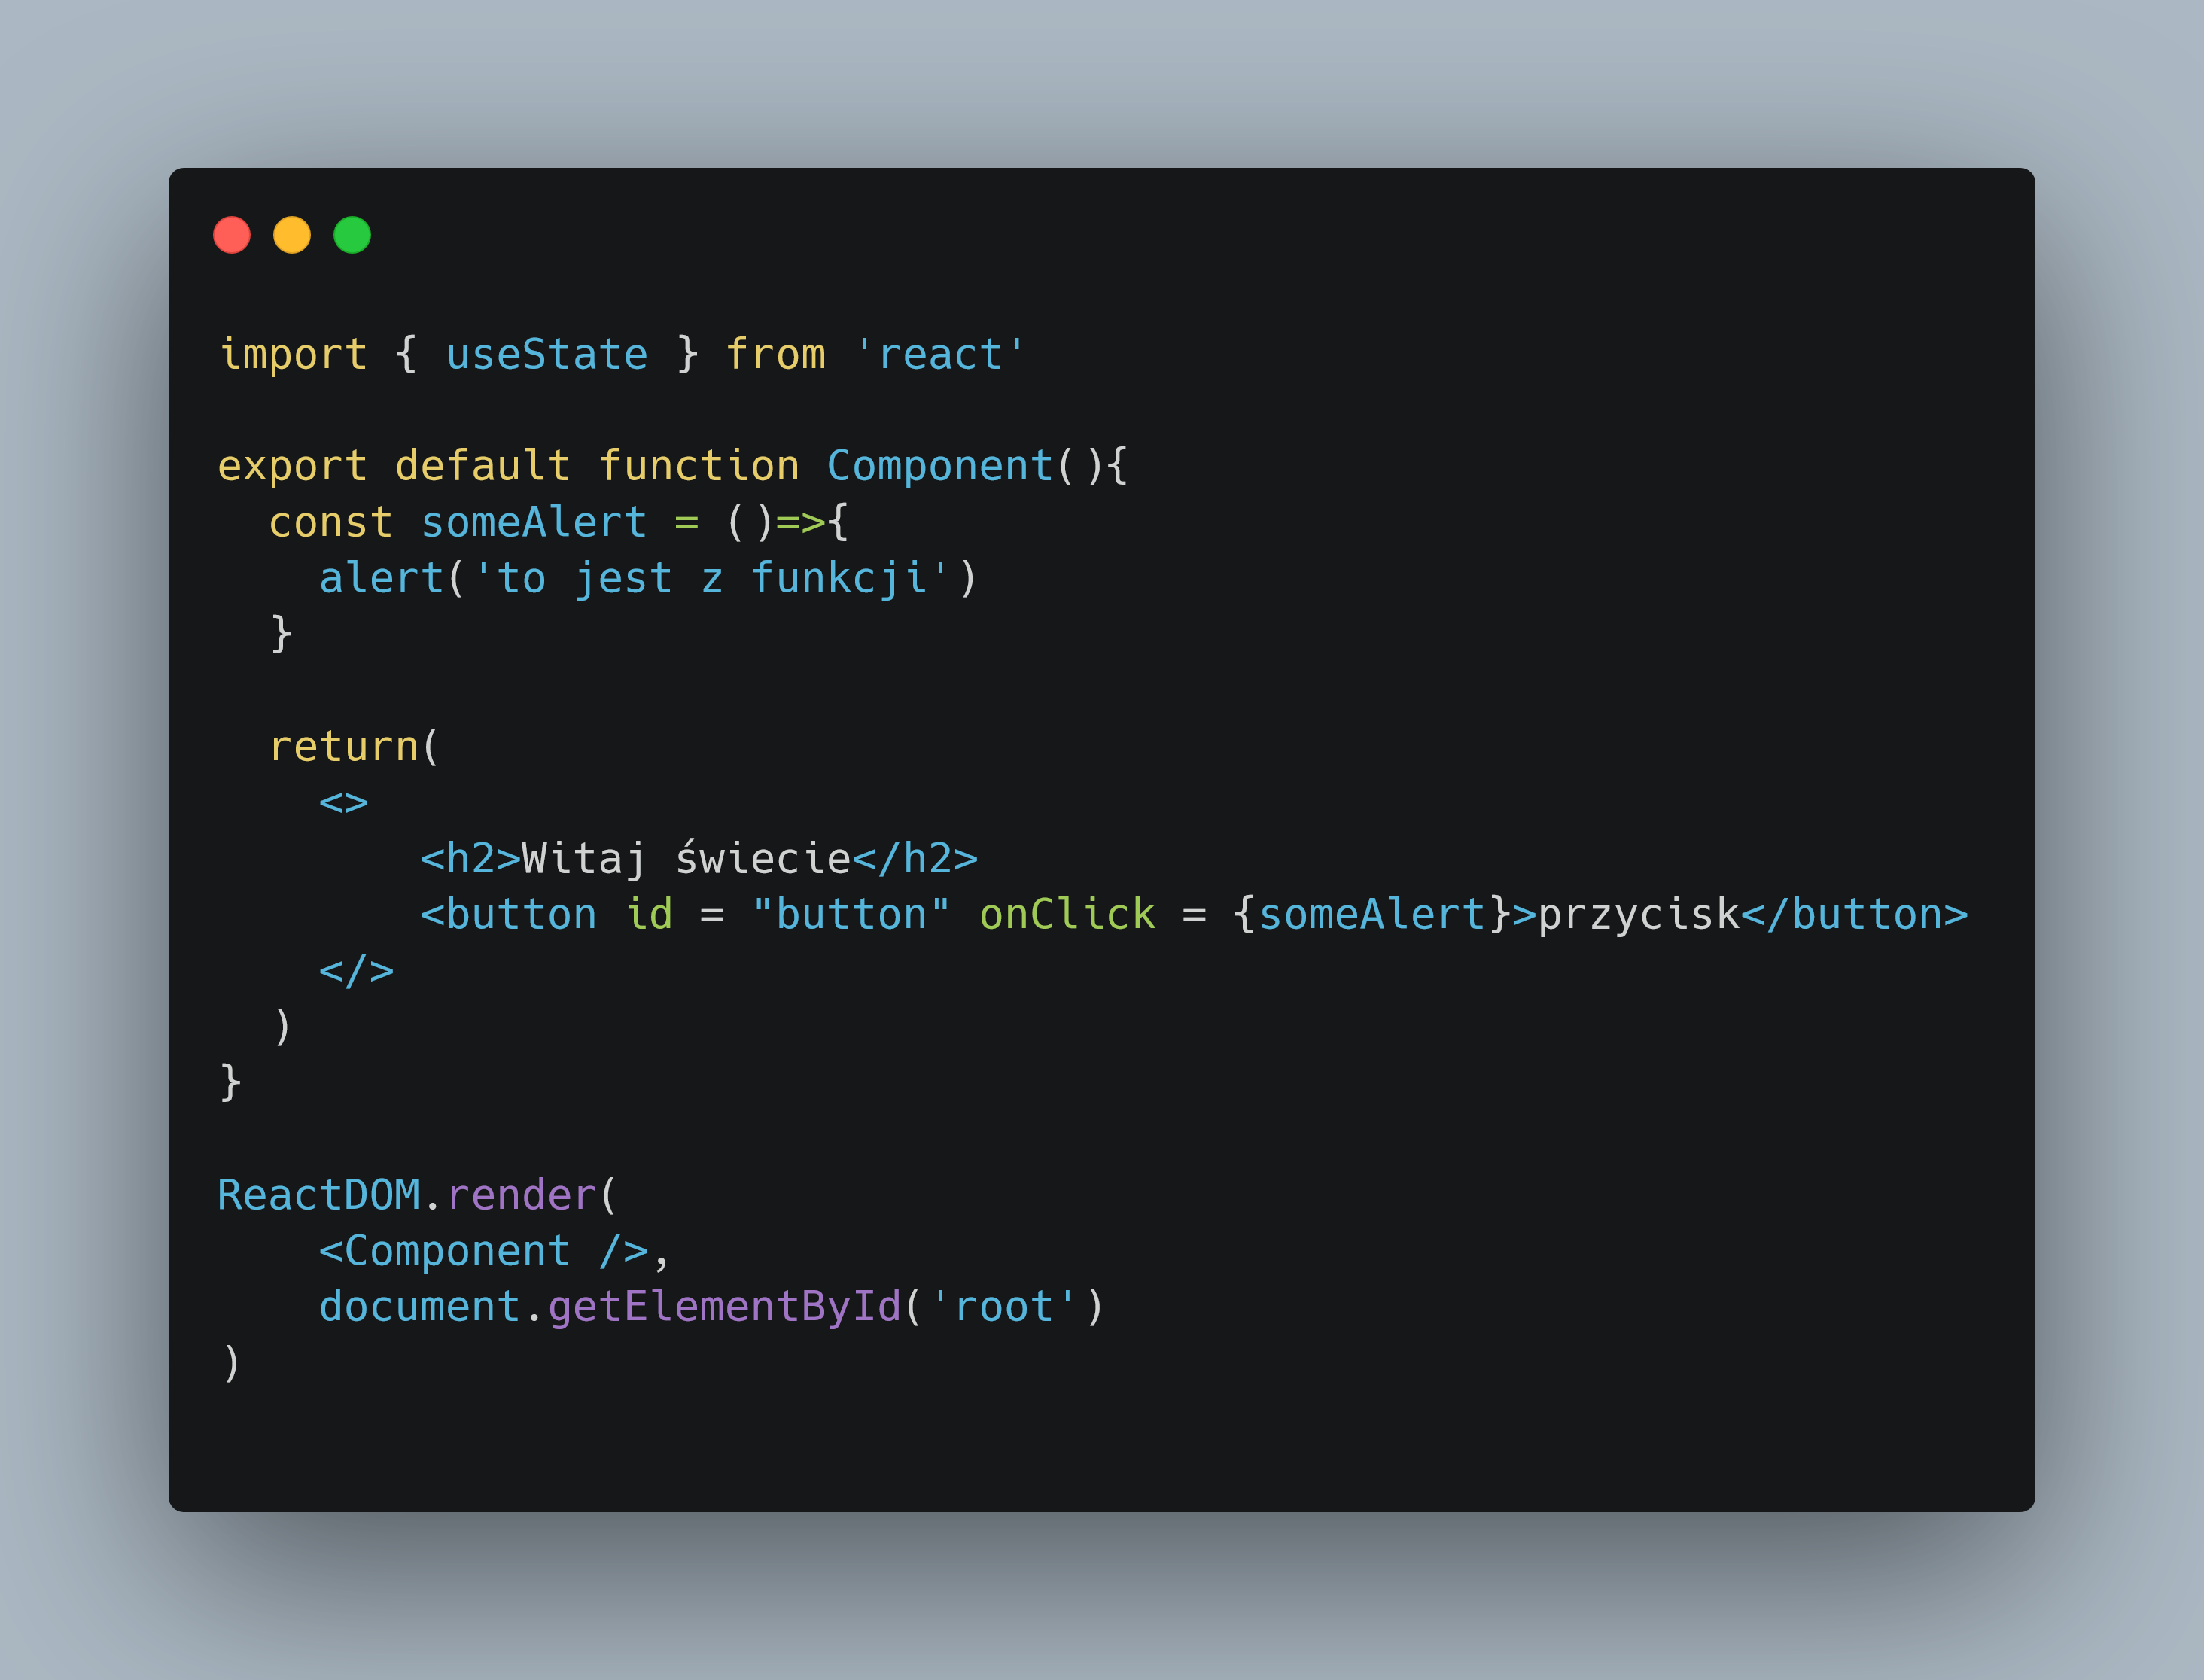 import { useState } from 'react'
export default function Component(){
  const someAlert = ()=>{
    alert('to jest z funkcji')
  }
  return(
    <>
        <h2>Witaj świecie</h2>
        <button id = "button" onClick = {someAlert}>przycisk</button>
    </>
  )
}
ReactDOM.render(
    <Component />,
    document.getElementById('root')
)